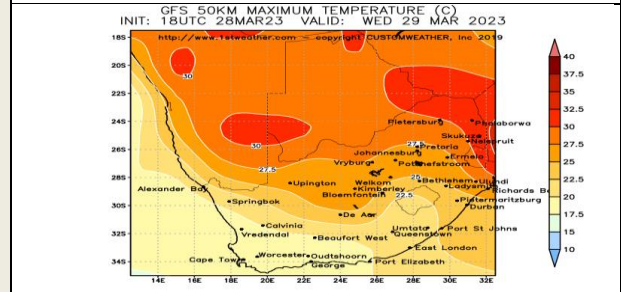 GFS 50KM MAXIMUM TEMPERATURE (C)
INIT: 18UTC 28MAR23 VALID: WED 29 MAR 2023
http://www.1stweather.com copyright CUSTOMWEATHER, Inc 2019
18S
20S
22S
24S
26S
28S
30S
32S
34S
14E 16E 18E 20E 22E 24E 26E 28E 30E 32E
30
30
27.5
27.5
25
22.5
Pietersburg
Phalaborwa
Skukuza
Nelspruit
Pretoria
Johannesburg
Ermelo
Vryburg
Potchefstroom
Welkom
Bethlehem
Ulundi
Alexander Bay
Upington
Kimberley
Ladysmith
Richards B
Bloemfontein
Springbok
Pietermaritzburg
Durban
De Aar
Calvinia
Umtata
Port St Johns
Vredendal
Beaufort West
Queenstown
East London
Worcester
Oudtshoorn
Cape Town
George
Port Elizabeth
40
37.5
35
32.5
30
27.5
25
22.5
20
17.5
15
10